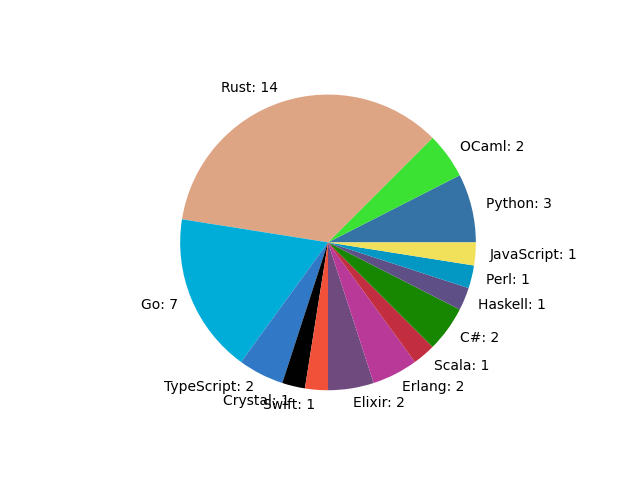 Rust: 14
OCaml: 2
Python: 3
JavaScript: 1
Perl: 1
Haskell: 1
Go: 7
C#: 2
Scala: 1
TypeScript: 2
Erlang: 2
Crystal: 1
Swift: 1
Elixir: 2